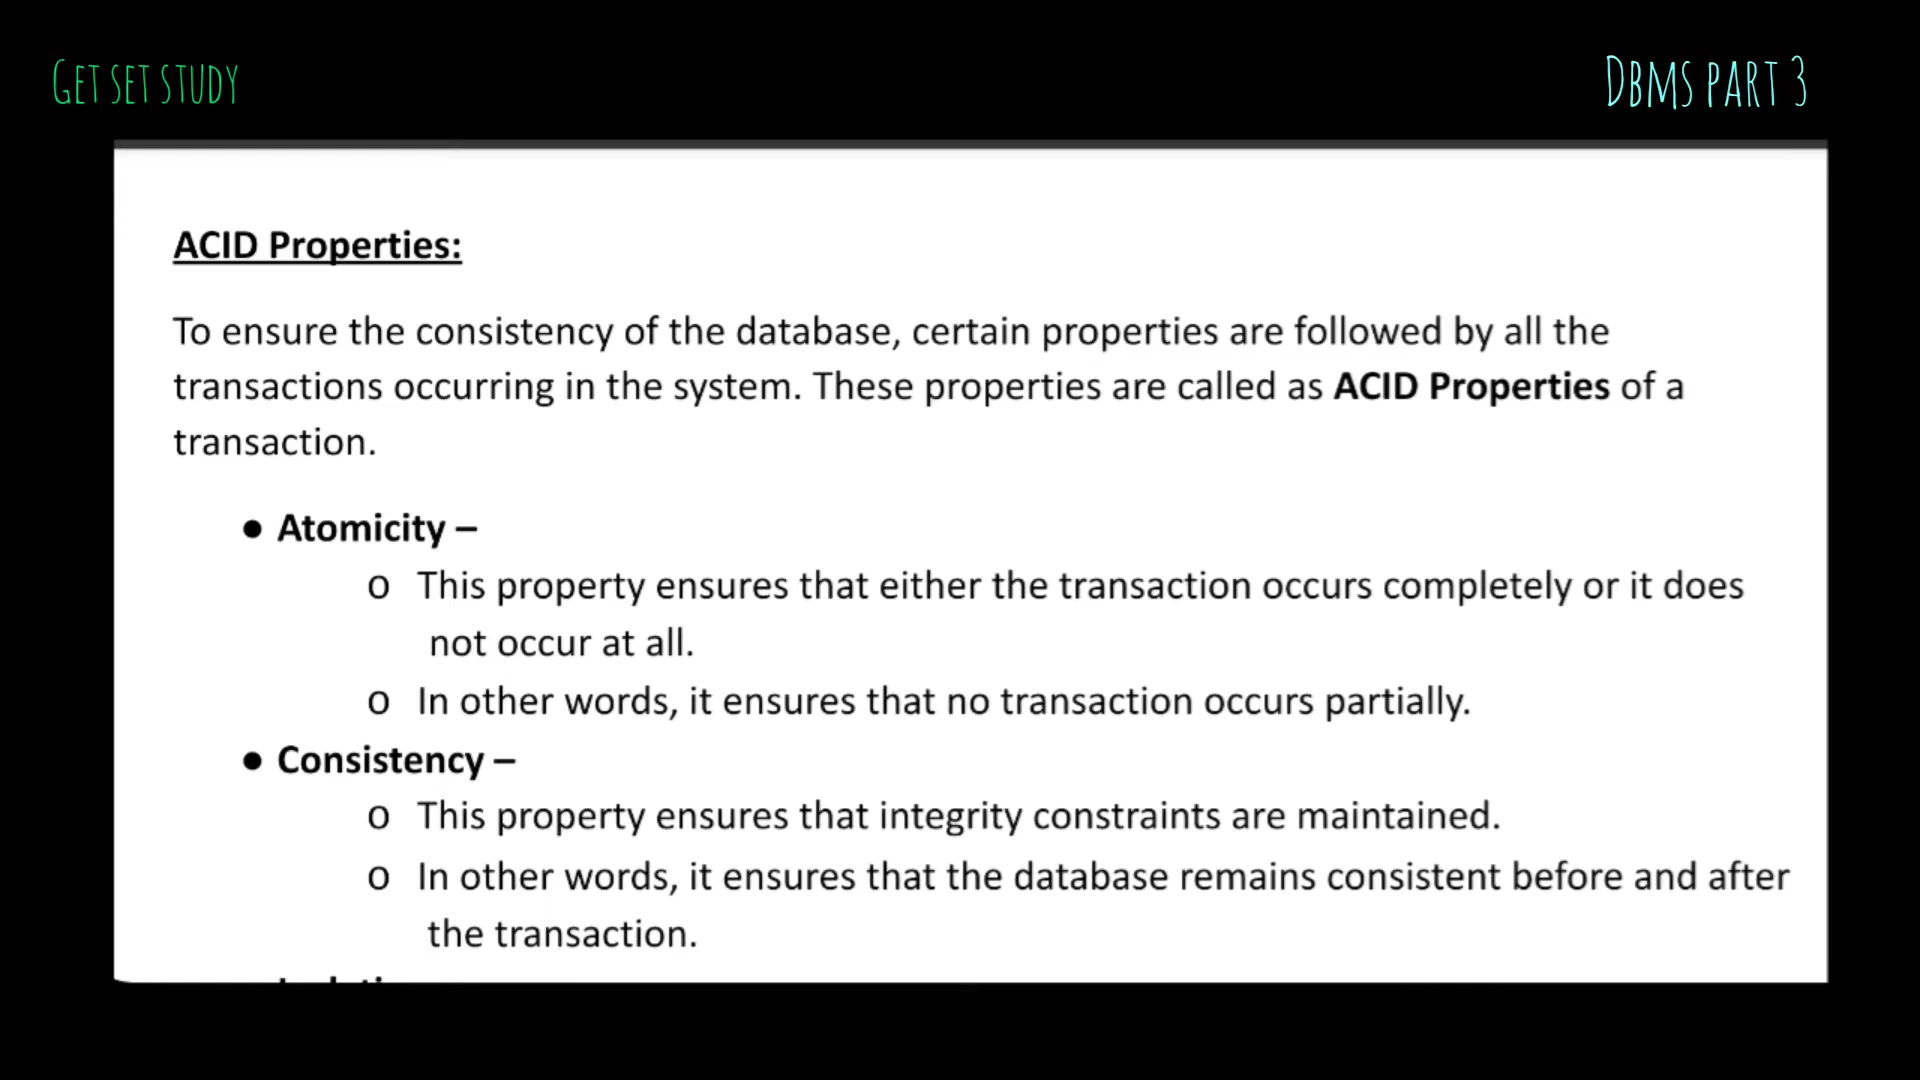 GET SET STUDY
DBMS PART 3
ACID Properties:
To ensure the consistency of the database, certain properties are followed by all the
transactions occurring in the system. These properties are called as ACID Properties of a
transaction.
● Atomicity –
o This property ensures that either the transaction occurs completely or it does
not occur at all.
o In other words, it ensures that no transaction occurs partially.
● Consistency –
o This property ensures that integrity constraints are maintained.
o In other words, it ensures that the database remains consistent before and after
the transaction.